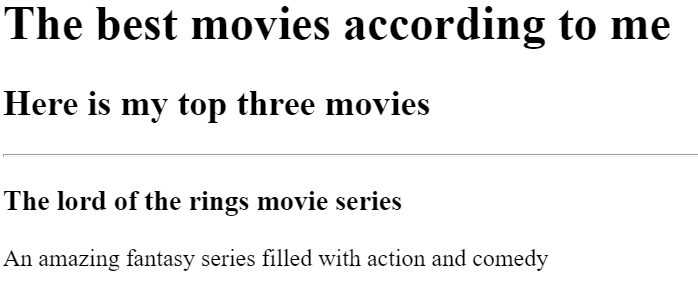 The best movies according to me
Here is my top three movies
The lord of the rings movie series
An amazing fantasy series filled with action and comedy